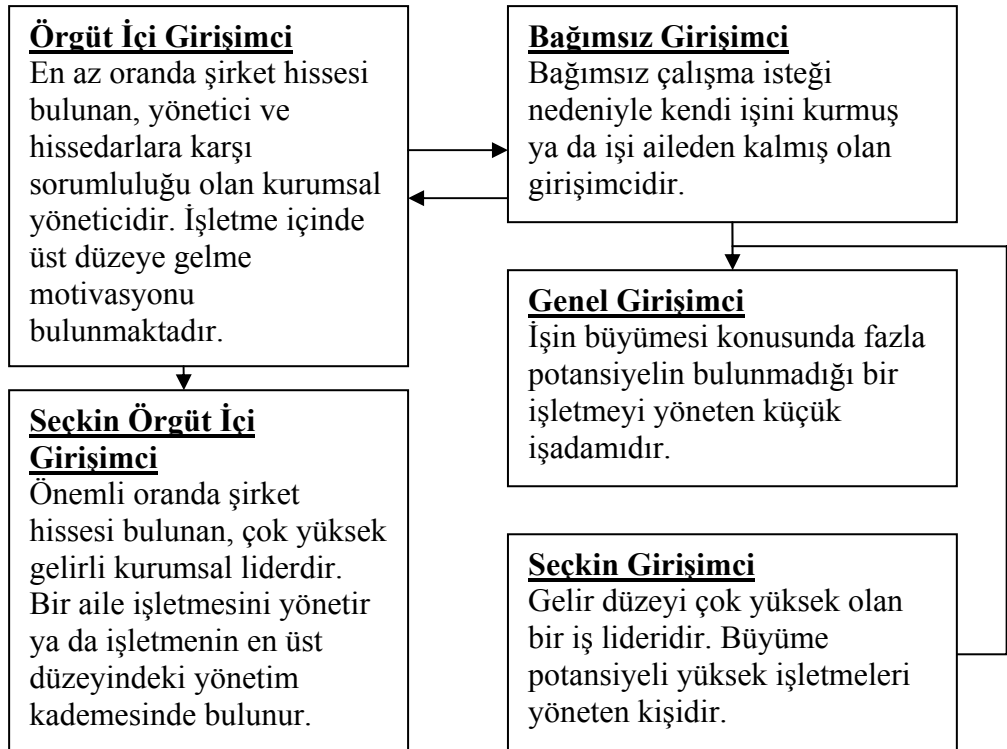 Örgüt İçi Girişimci
En az oranda şirket hissesi
bulunan, yönetici ve
hissedarlara karşı
sorumluluğu olan kurumsal
yöneticidir. İşletme içinde
üst düzeye gelme
motivasyonu
bulunmaktadır.
Bağımsız Girişimci
Bağımsız çalışma isteği
nedeniyle kendi işini kurmuş
ya da işi aileden kalmış olan
girişimcidir.
Genel Girişimci
İşin büyümesi konusunda fazla
potansiyelin bulunmadığı bir
işletmeyi yöneten küçük
işadamıdır.
Seçkin Örgüt İçi
Girişimci
Önemli oranda şirket
hissesi bulunan, çok yüksek
gelirli kurumsal liderdir.
Bir aile işletmesini yönetir
ya da işletmenin en üst
düzeyindeki yönetim
kademesinde bulunur.
Seçkin Girişimci
Gelir düzeyi çok yüksek olan
bir iş lideridir. Büyüme
potansiyeli yüksek işletmeleri
yöneten kişidir.